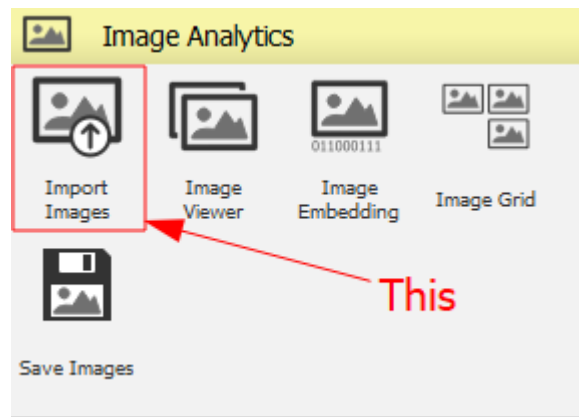 Image Analytics
Import
Images
Image
Viewer
Image
Embedding
011000111
Image Grid
This
Save Images